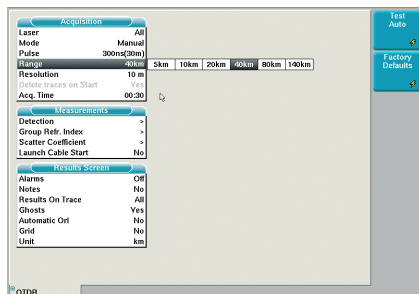 Acquisition
Laser All
Mode Manual
Pulse 300ns(30m)
Range 40km 5km 10km 20km 40km 80km 140km
Resolution 10 m
Delete traces on Start Yes
Acq. Time 00:30
Measurements
Detection >
Group Refr. Index >
Scatter Coefficient >
Launch Cable Start No
Results Screen
Alarms Off
Notes No
Results On Trace All
Ghosts Yes
Automatic Orl No
Grid No
Unit km
Test
Auto
Factory
Defaults
OTDR